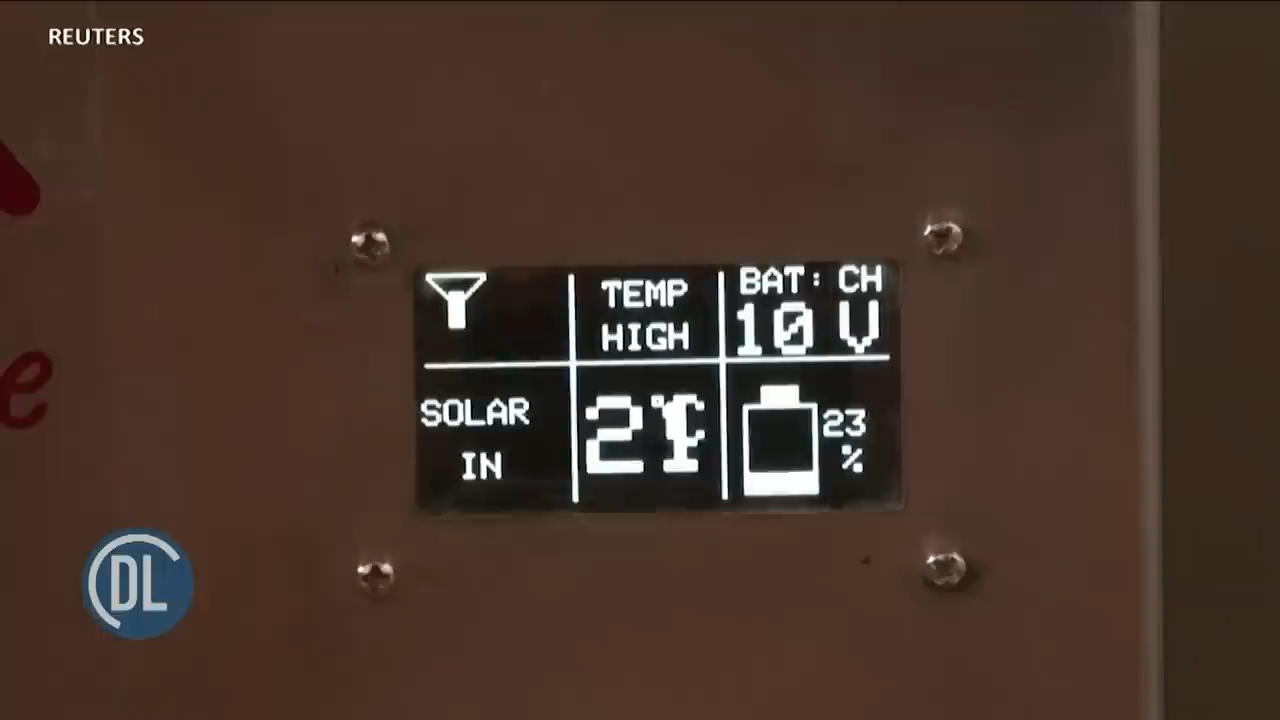 REUTERS
TEMP
HIGH
BAT: CH
10 V
SOLAR
IN
23
%
e
DL